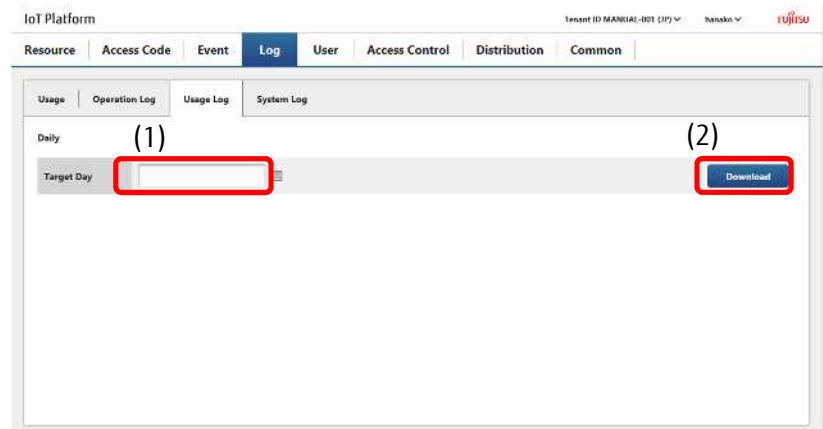 IoT Platform Tenant ID MANUAL-001 (JP) hanako FUJITSU
Resource Access Code Event Log User Access Control Distribution Common
Usage Operation Log Usage Log System Log
Daily (1) (2)
Target Day Download